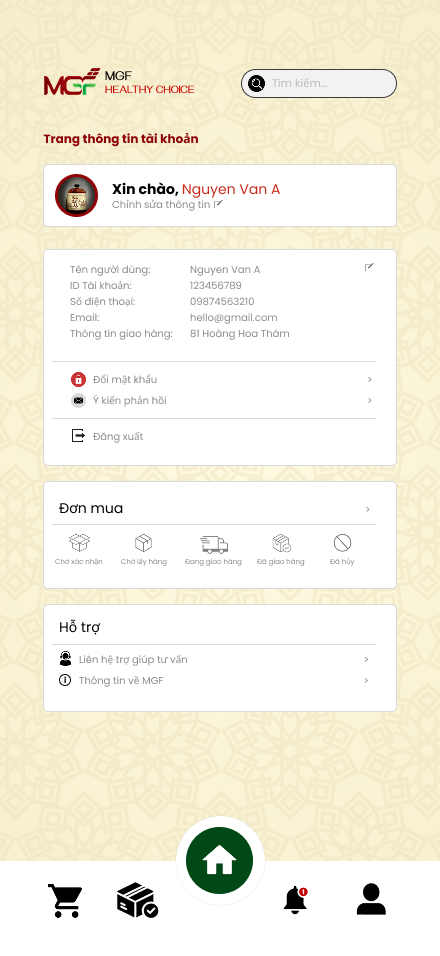 MGF
MGF
HEALTHY CHOICE
Tìm kiếm...
Trang thông tin tài khoản
Xin chào, Nguyen Van A
Chỉnh sửa thông tin
Tên người dùng: Nguyen Van A
ID Tài khoản: 123456789
Số điện thoại: 09874563210
Email: hello@gmail.com
Thông tin giao hàng: 81 Hoàng Hoa Thám
Đổi mật khẩu >
Ý kiến phản hồi >
Đăng xuất
Đơn mua >
Chờ xác nhận Chờ lấy hàng Đang giao hàng Đã giao hàng Đã hủy
Hỗ trợ
Liên hệ trợ giúp tư vấn >
Thông tin về MGF >
1